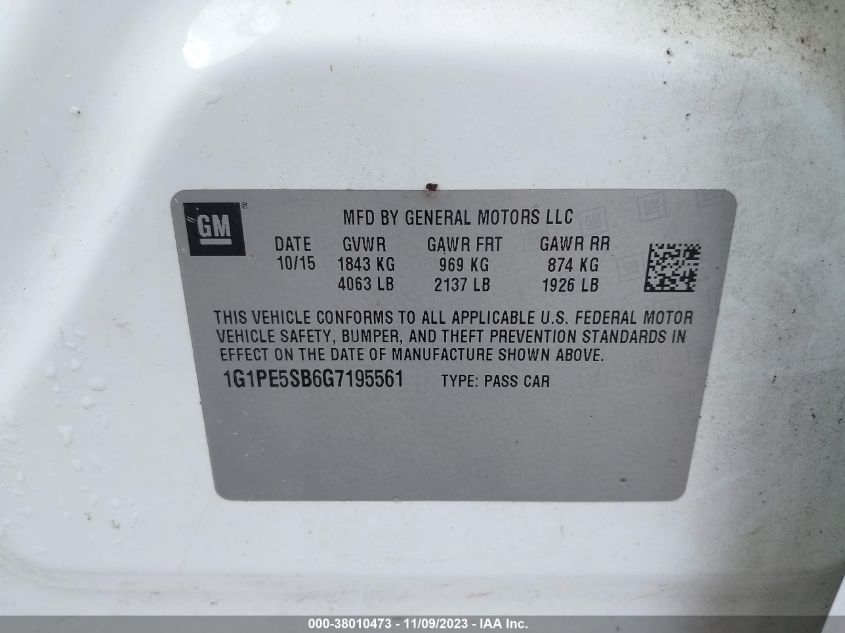 GM®
MFD BY GENERAL MOTORS LLC
DATE GVWR GAWR FRT GAWR RR
10/15 1843 KG 969 KG 874 KG
4063 LB 2137 LB 1926 LB
THIS VEHICLE CONFORMS TO ALL APPLICABLE U.S. FEDERAL MOTOR
VEHICLE SAFETY, BUMPER, AND THEFT PREVENTION STANDARDS IN
EFFECT ON THE DATE OF MANUFACTURE SHOWN ABOVE.
1G1PE5SB6G7195561 TYPE: PASS CAR
000-38010473 - 11/09/2023 - IAA Inc.